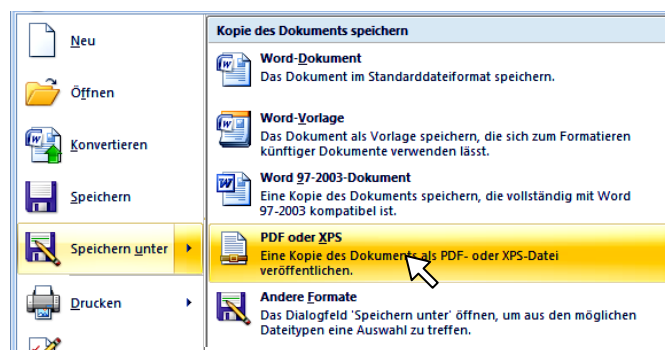 Neu
Öffnen
Konvertieren
Speichern
Speichern unter
Drucken
Kopie des Dokuments speichern
Word-Dokument
Das Dokument im Standarddateiformat speichern.
Word-Vorlage
Das Dokument als Vorlage speichern, die sich zum Formatieren
künftiger Dokumente verwenden lässt.
Word 97-2003-Dokument
Eine Kopie des Dokuments speichern, die vollständig mit Word
97-2003 kompatibel ist.
PDF oder XPS
Eine Kopie des Dokuments als PDF- oder XPS-Datei
veröffentlichen.
Andere Formate
Das Dialogfeld 'Speichern unter' öffnen, um aus den möglichen
Dateitypen eine Auswahl zu treffen.